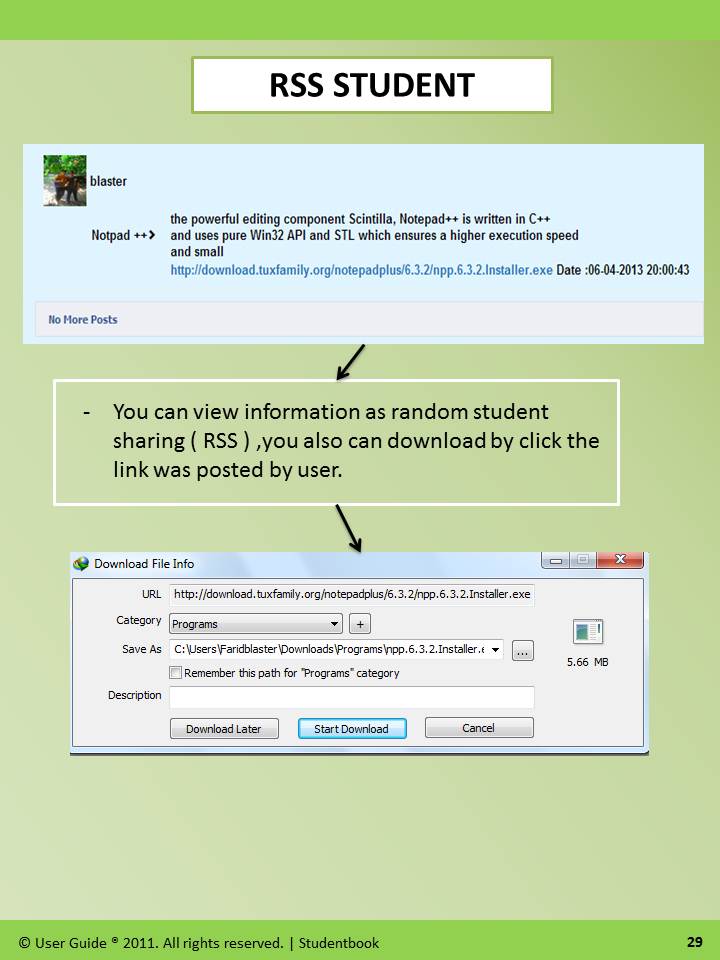 RSS STUDENT
blaster
the powerful editing component Scintilla, Notepad++ is written in C++
Notpad ++ and uses pure Win32 API and STL which ensures a higher execution speed
and small
http://download.tuxfamily.org/notepadplus/6.3.2/npp.6.3.2.Installer.exe Date :06-04-2013 20:00:43
No More Posts
- You can view information as random student
sharing ( RSS ) ,you also can download by click the
link was posted by user.
Download File Info
URL http://download.tuxfamily.org/notepadplus/6.3.2/npp.6.3.2.Installer.exe
Category Programs +
Save As C:\Users\Faridblaster\Downloads\Programs\npp.6.3.2.Installer.e ...
5.66 MB
Remember this path for "Programs" category
Description
Download Later Start Download Cancel
© User Guide ® 2011. All rights reserved. | Studentbook 29